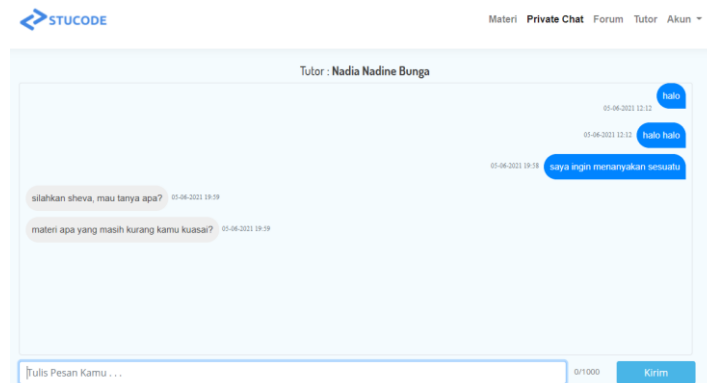 STUCODE
Materi Private Chat Forum Tutor Akun
Tutor : Nadia Nadine Bunga
halo
05-06-2021 12:12
05-06-2021 12:12 halo halo
05-06-2021 19:58 saya ingin menanyakan sesuatu
silahkan sheva, mau tanya apa? 05-06-2021 19:59
materi apa yang masih kurang kamu kuasai? 05-06-2021 19:59
Tulis Pesan Kamu . . . 0/1000 Kirim